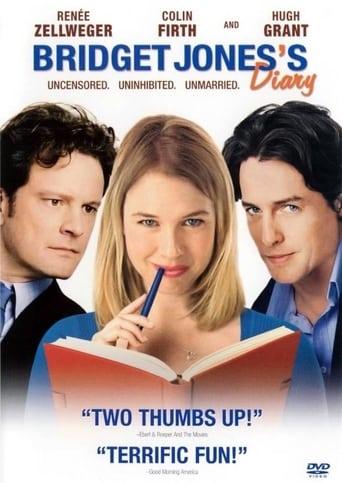 RENÉE ZELLWEGER
COLIN FIRTH
AND
HUGH GRANT
BRIDGET JONES'S
Diary
UNCENSORED. UNINHIBITED. UNMARRIED.
"TWO THUMBS UP!"
–Ebert & Roeper And The Movies
"TERRIFIC FUN!"
–Good Morning America
DVD
VIDEO